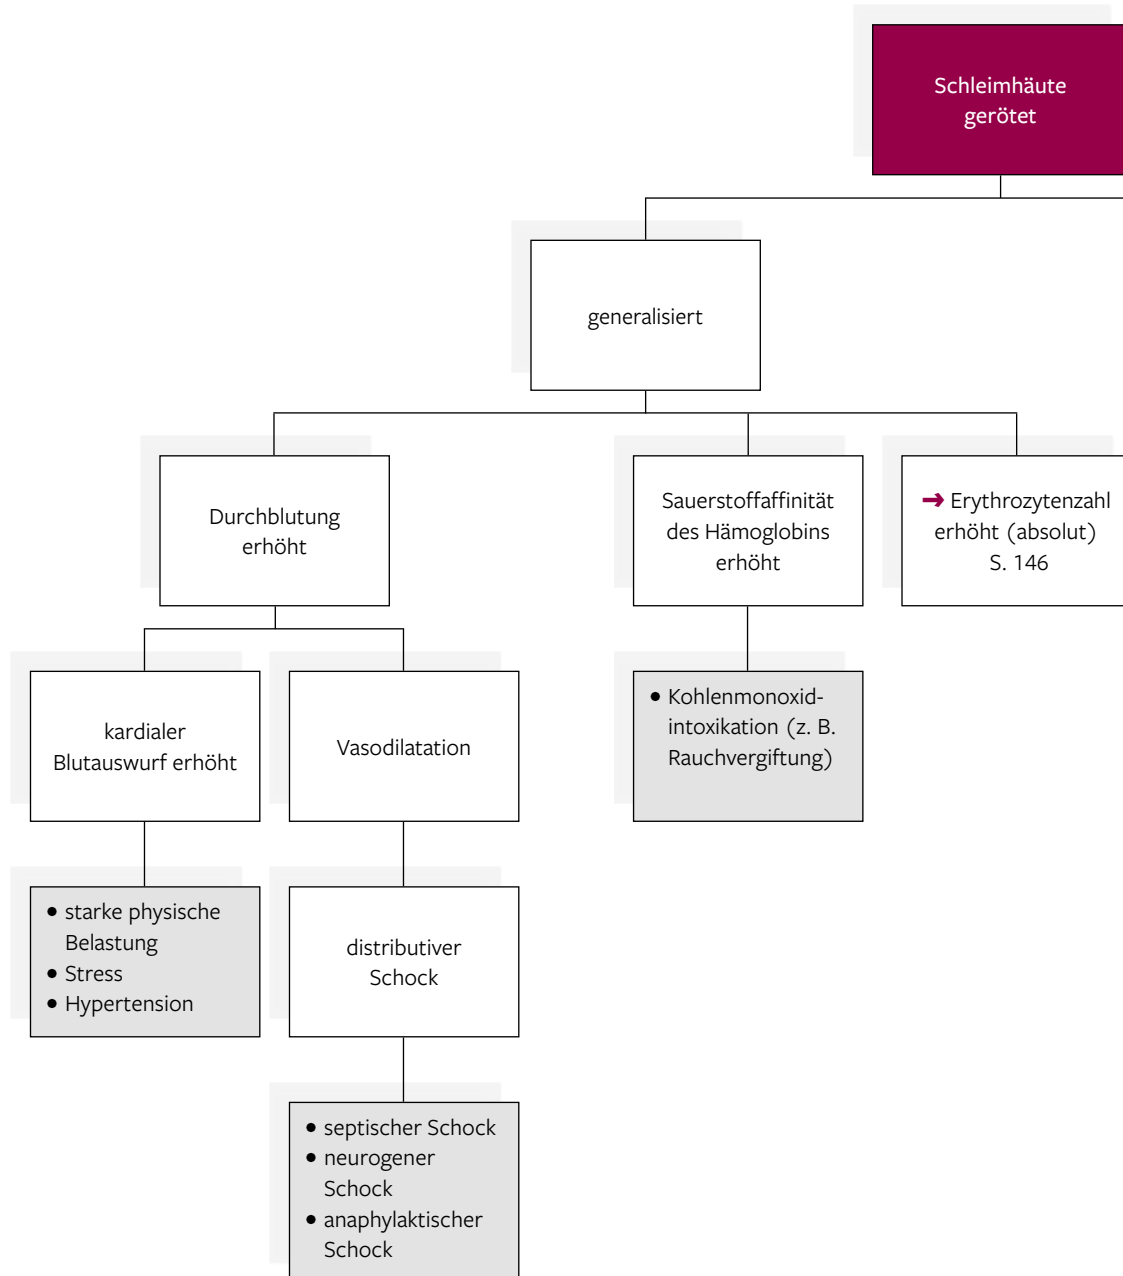 Schleimhäute
gerötet
generalisiert
Durchblutung
erhöht
Sauerstoffaffinität
des Hämoglobins
erhöht
➞ Erythrozytenzahl
erhöht (absolut)
S. 146
kardialer
Blutauswurf erhöht
Vasodilatation
• Kohlenmonoxid-
intoxikation (z. B.
Rauchvergiftung)
• starke physische
Belastung
• Stress
• Hypertension
distributiver
Schock
• septischer Schock
• neurogener
Schock
• anaphylaktischer
Schock